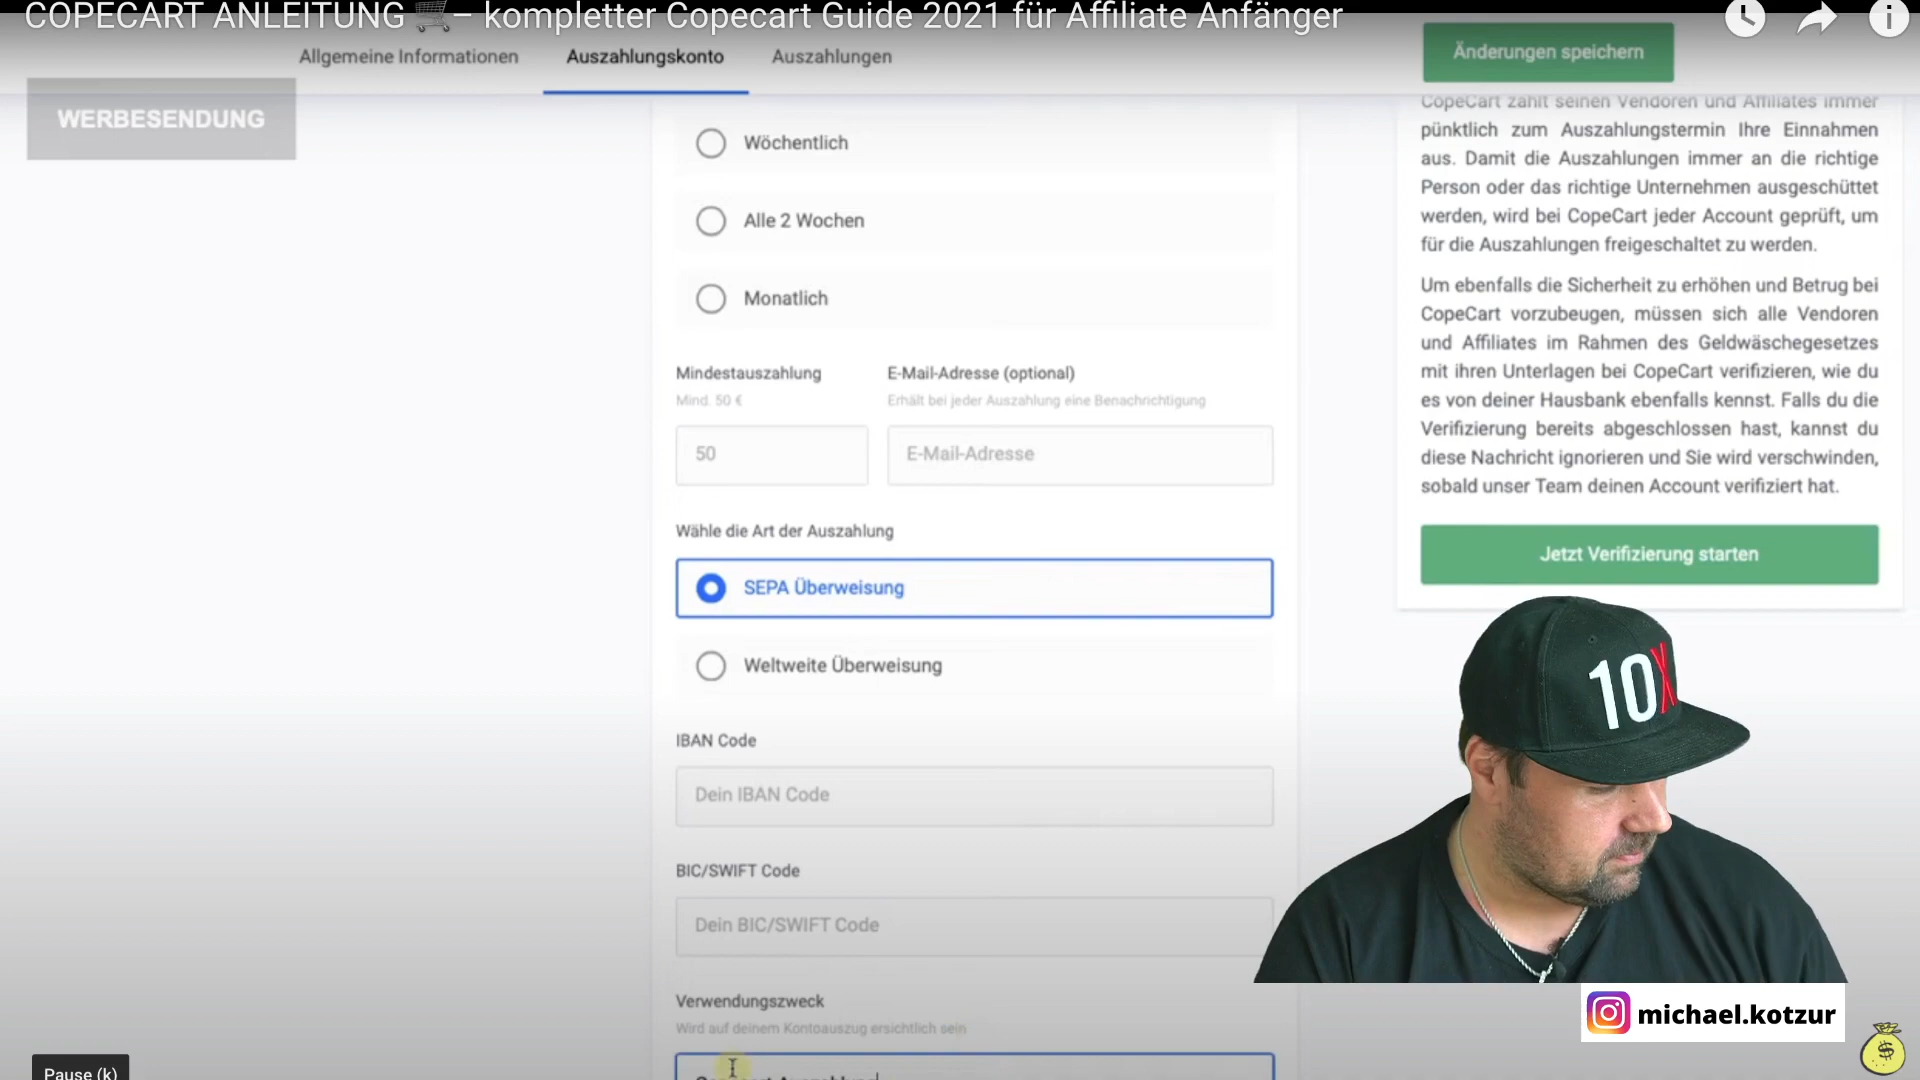 COPECART ANLEITUNG 🛒 – kompletter Copecart Guide 2021 für Affiliate Anfänger
Allgemeine Informationen
Auszahlungskonto
Auszahlungen
Änderungen speichern
WERBESENDUNG
Wöchentlich
Alle 2 Wochen
Monatlich
Mindestauszahlung
Mind. 50 €
50
E-Mail-Adresse (optional)
Erhält bei jeder Auszahlung eine Benachrichtigung
E-Mail-Adresse
Wähle die Art der Auszahlung
SEPA Überweisung
Weltweite Überweisung
IBAN Code
Dein IBAN Code
BIC/SWIFT Code
Dein BIC/SWIFT Code
Verwendungszweck
Wird auf deinem Kontoauszug ersichtlich sein
CopeCart zahlt seinen Vendoren und Affiliates immer
pünktlich zum Auszahlungstermin Ihre Einnahmen
aus. Damit die Auszahlungen immer an die richtige
Person oder das richtige Unternehmen ausgeschüttet
werden, wird bei CopeCart jeder Account geprüft, um
für die Auszahlungen freigeschaltet zu werden.
Um ebenfalls die Sicherheit zu erhöhen und Betrug bei
CopeCart vorzubeugen, müssen sich alle Vendoren
und Affiliates im Rahmen des Geldwäschegesetzes
mit ihren Unterlagen bei CopeCart verifizieren, wie du
es von deiner Hausbank ebenfalls kennst. Falls du die
Verifizierung bereits abgeschlossen hast, kannst du
diese Nachricht ignorieren und Sie wird verschwinden,
sobald unser Team deinen Account verifiziert hat.
Jetzt Verifizierung starten
10X
michael.kotzur
$
Pause (k)